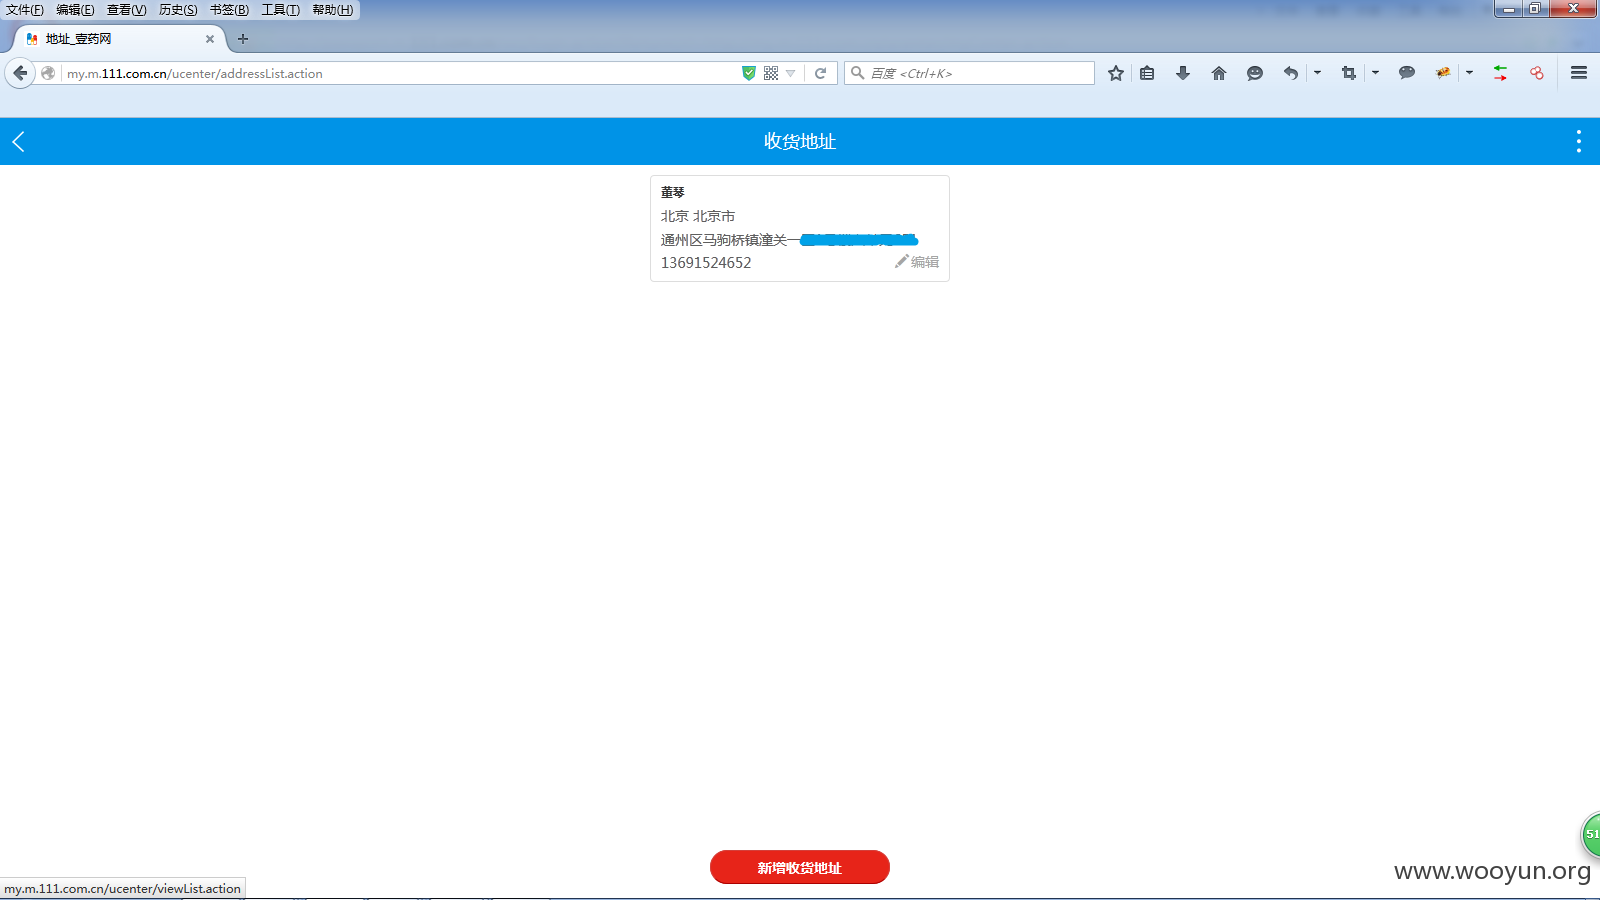 文件(F) 编辑(E) 查看(V) 历史(S) 书签(B) 工具(T) 帮助(H)
地址_壹药网
my.m.111.com.cn/ucenter/addressList.action
百度 <Ctrl+K>
收货地址
董琴
北京 北京市
通州区马驹桥镇潼关一
13691524652
编辑
51
新增收货地址
www.wooyun.org
my.m.111.com.cn/ucenter/viewList.action